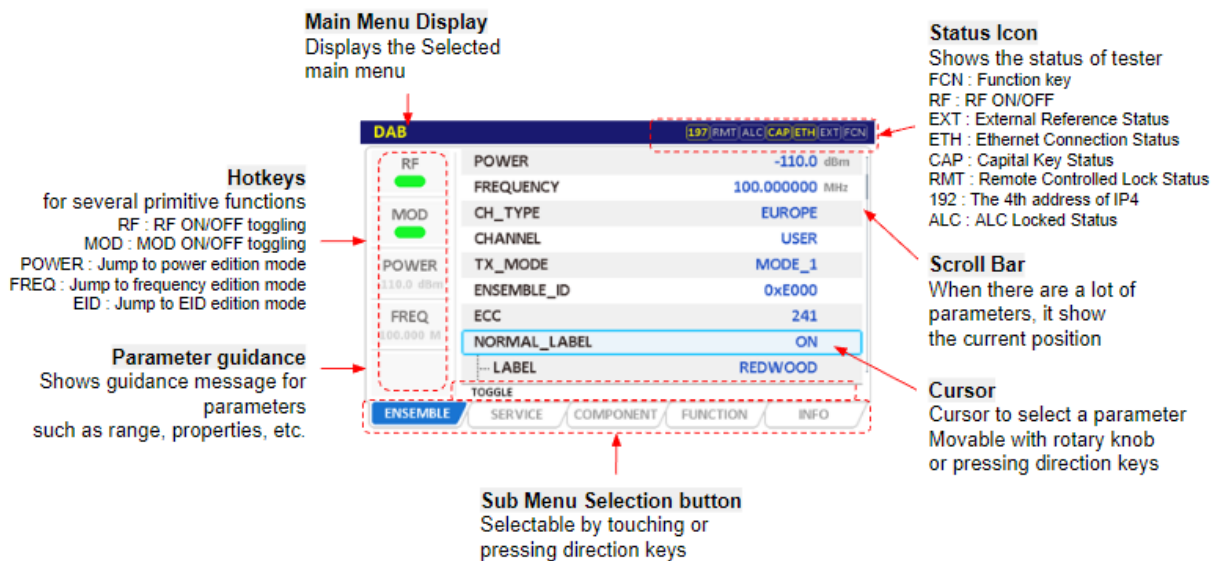 Main Menu Display
Displays the Selected
main menu
Status Icon
Shows the status of tester
FCN : Function key
RF : RF ON/OFF
EXT : External Reference Status
ETH : Ethernet Connection Status
CAP : Capital Key Status
RMT : Remote Controlled Lock Status
192 : The 4th address of IP4
ALC : ALC Locked Status
Hotkeys
for several primitive functions
RF : RF ON/OFF toggling
MOD : MOD ON/OFF toggling
POWER : Jump to power edition mode
FREQ : Jump to frequency edition mode
EID : Jump to EID edition mode
Parameter guidance
Shows guidance message for
parameters
such as range, properties, etc.
DAB
197 RMT ALC CAP ETH EXT FCN
RF
MOD
POWER
-110.0 dBm
FREQ
100.000 M
POWER -110.0 dBm
FREQUENCY 100.000000 MHz
CH_TYPE EUROPE
CHANNEL USER
TX_MODE MODE_1
ENSEMBLE_ID 0xE000
ECC 241
NORMAL_LABEL ON
LABEL REDWOOD
TOGGLE
ENSEMBLE SERVICE COMPONENT FUNCTION INFO
Scroll Bar
When there are a lot of
parameters, it show
the current position
Cursor
Cursor to select a parameter
Movable with rotary knob
or pressing direction keys
Sub Menu Selection button
Selectable by touching or
pressing direction keys